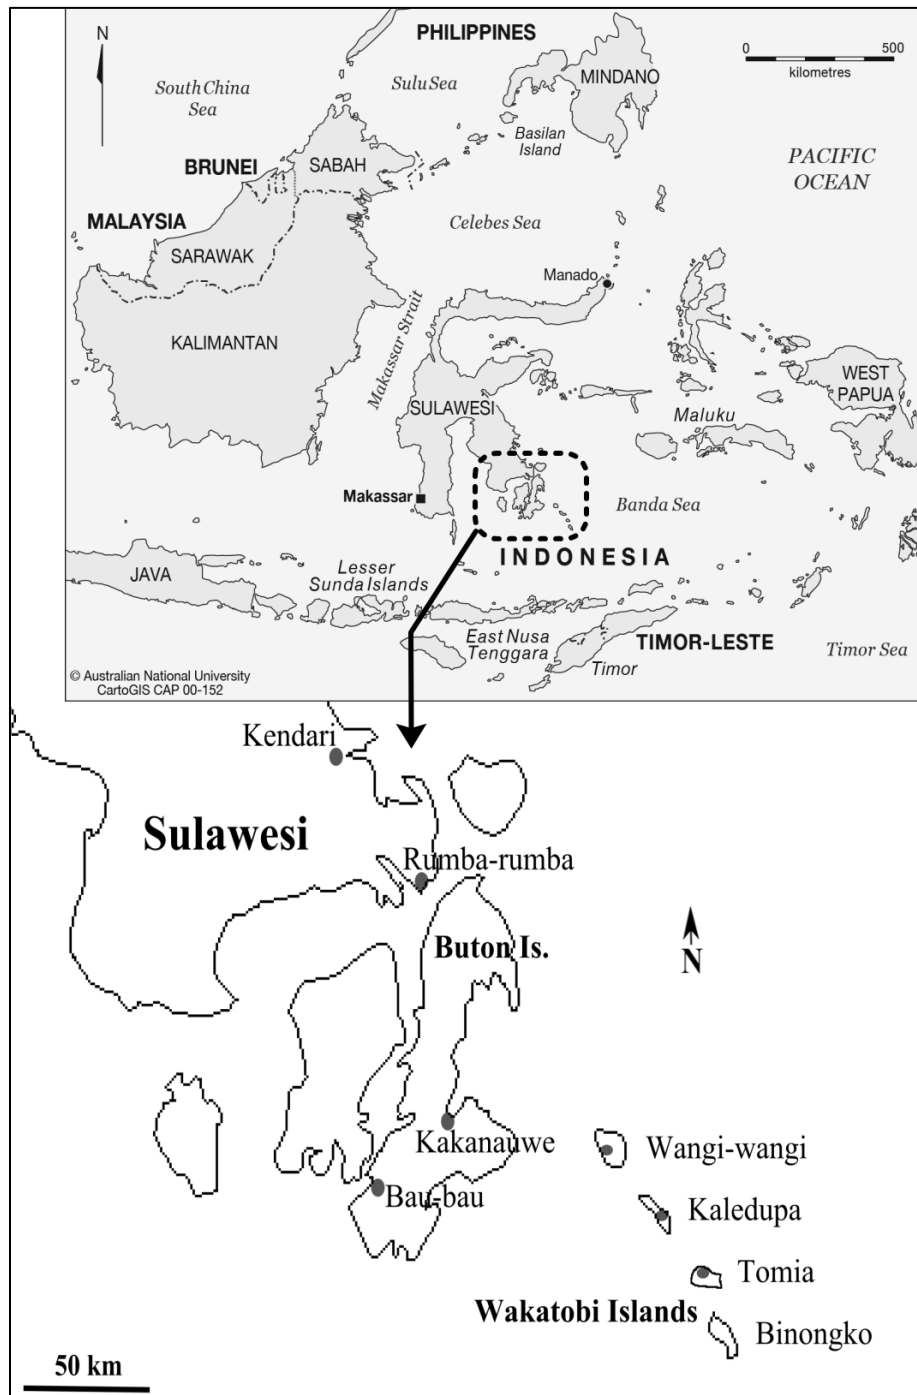 N
PHILIPPINES
0 500
kilometres
MINDANO
South China
Sea
Sulu Sea
Basilan
Island
PACIFIC
OCEAN
BRUNEI
SABAH
MALAYSIA
Celebes Sea
SARAWAK
Manado
Makassar Strait
KALIMANTAN
WEST
PAPUA
SULAWESI
Maluku
Makassar
Banda Sea
INDONESIA
JAVA
Lesser
Sunda Islands
East Nusa
Tenggara
TIMOR-LESTE
Timor Sea
Timor
© Australian National University
CartoGIS CAP 00-152
Kendari
Sulawesi
Rumba-rumba
Buton Is.
N
Kakanauwe
Wangi-wangi
Bau-bau
Kaledupa
Tomia
Wakatobi Islands
Binongko
50 km